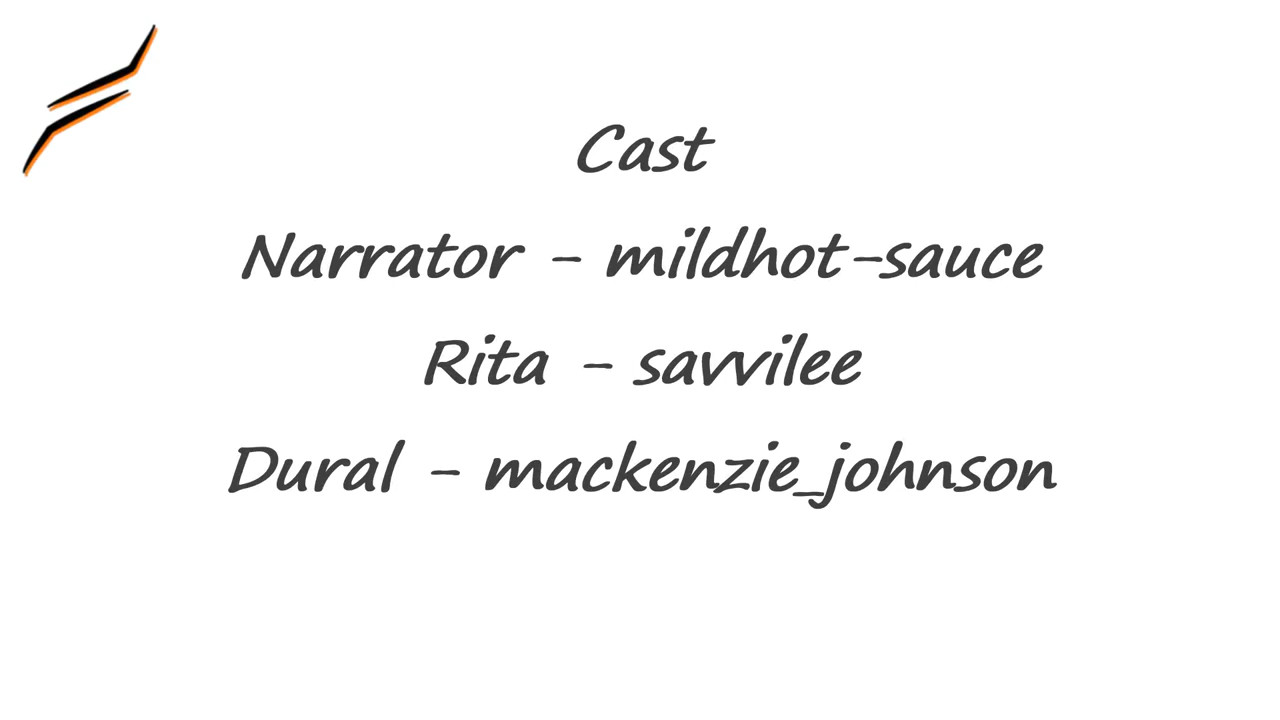 Cast
Narrator - mildhot-sauce
Rita - savvilee
Dural - mackenzie_johnson